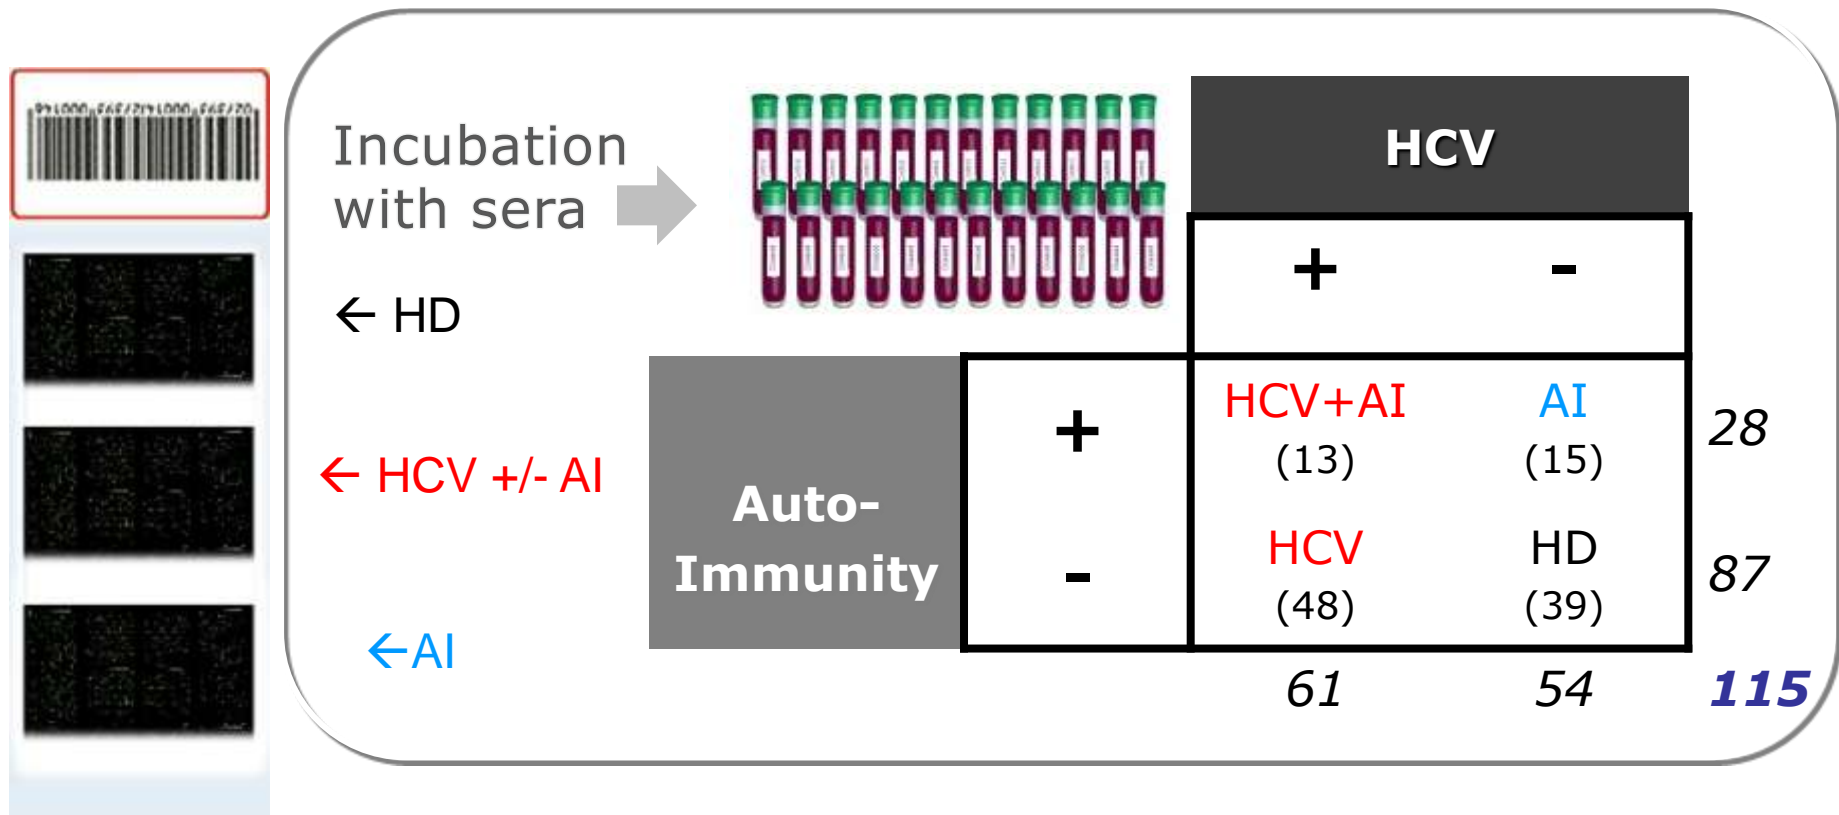 Incubation
with sera
← HD
← HCV +/- AI
←AI
HCV
+ -
Auto-
Immunity
+
HCV+AI AI
(13) (15)
28
-
HCV HD
(48) (39)
87
61 54 115